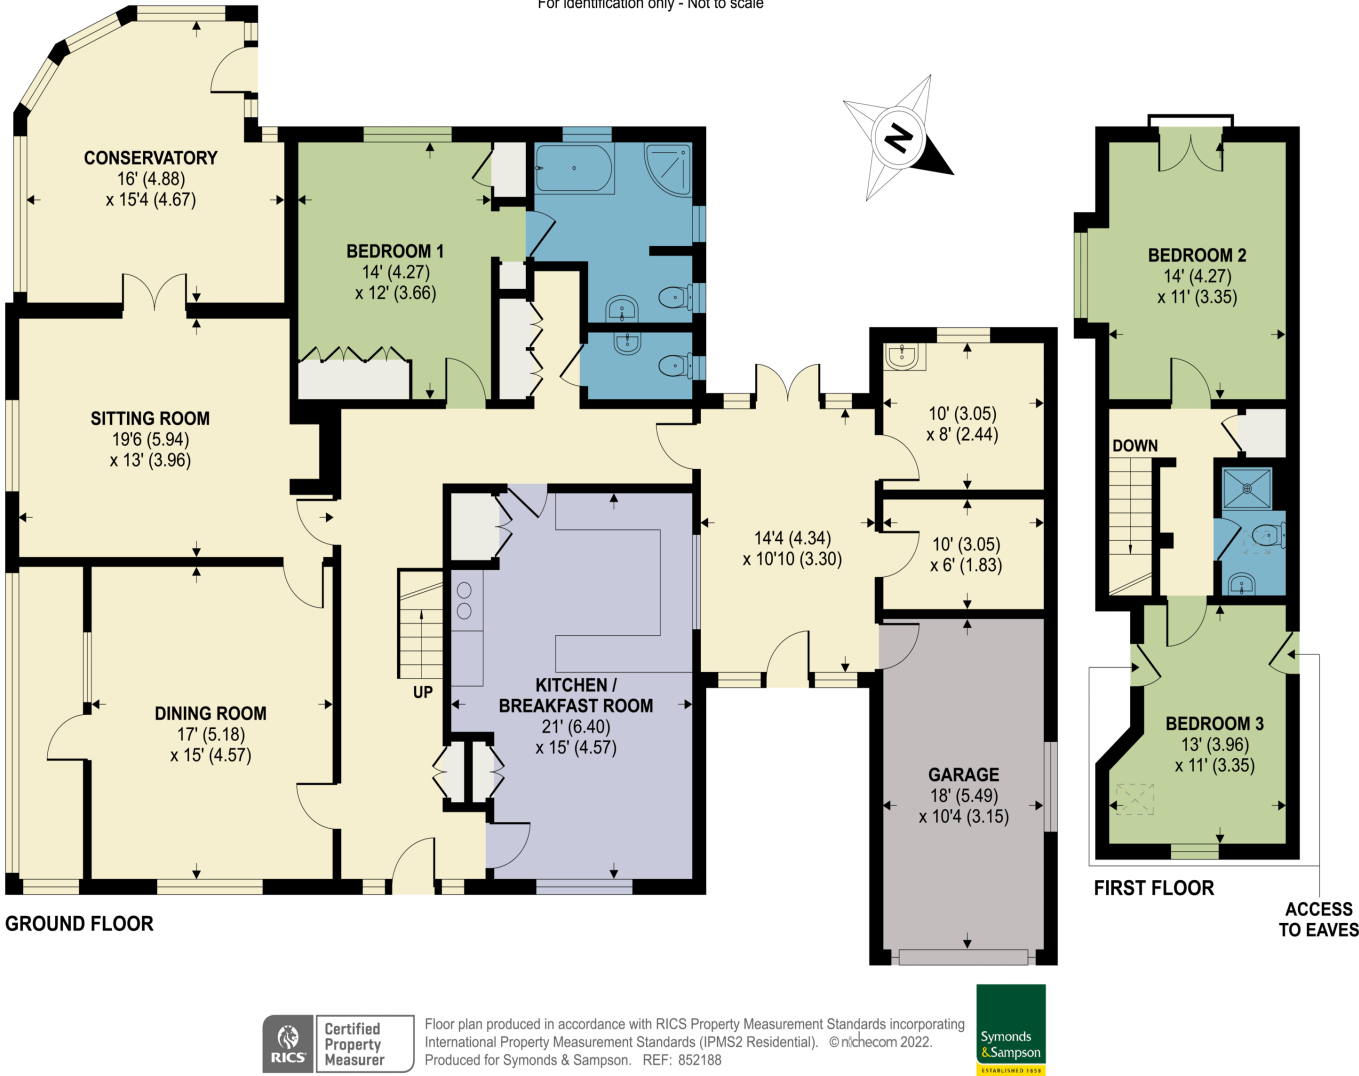 For identification only - Not to scale
CONSERVATORY
16' (4.88)
x 15'4 (4.67)
BEDROOM 1
14' (4.27)
x 12' (3.66)
N
BEDROOM 2
14' (4.27)
x 11' (3.35)
SITTING ROOM
19'6 (5.94)
x 13' (3.96)
10' (3.05)
x 8' (2.44)
DOWN
14'4 (4.34)
x 10'10 (3.30)
10' (3.05)
x 6' (1.83)
UP
KITCHEN /
BREAKFAST ROOM
21' (6.40)
x 15' (4.57)
DINING ROOM
17' (5.18)
x 15' (4.57)
BEDROOM 3
13' (3.96)
x 11' (3.35)
GARAGE
18' (5.49)
x 10'4 (3.15)
FIRST FLOOR
ACCESS
TO EAVES
GROUND FLOOR
RICS
Certified
Property
Measurer
Floor plan produced in accordance with RICS Property Measurement Standards incorporating
International Property Measurement Standards (IPMS2 Residential). © nichecom 2022.
Produced for Symonds & Sampson. REF: 852188
Symonds
&Sampson
ESTABLISHED 1858